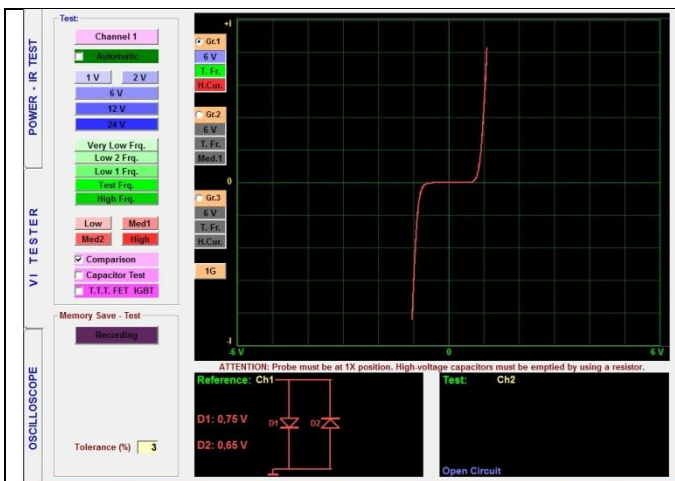 POWER - IR TEST
VI TESTER
OSCILLOSCOPE
Test:
Channel 1
Automatic
1 V 2 V
6 V
12 V
24 V
Very Low Frq.
Low 2 Frq.
Low 1 Frq.
Test Frq.
High Frq.
Low Med1
Med2 High
Comparison
Capacitor Test
T.T.T. FET IGBT
Memory Save - Test
Recording
Tolerance (%) 3
Gr.1
6 V
T. Fr.
H.Cur.
Gr.2
6 V
T. Fr.
Med.1
Gr.3
6 V
T. Fr.
H.Cur.
1G
+I
0
-I
-6 V 0 6 V
ATTENTION: Probe must be at 1X position. High-voltage capacitors must be emptied by using a resistor.
Reference: Ch1
D1: 0,75 V
D2: 0,65 V
D1 D2
Test: Ch2
Open Circuit